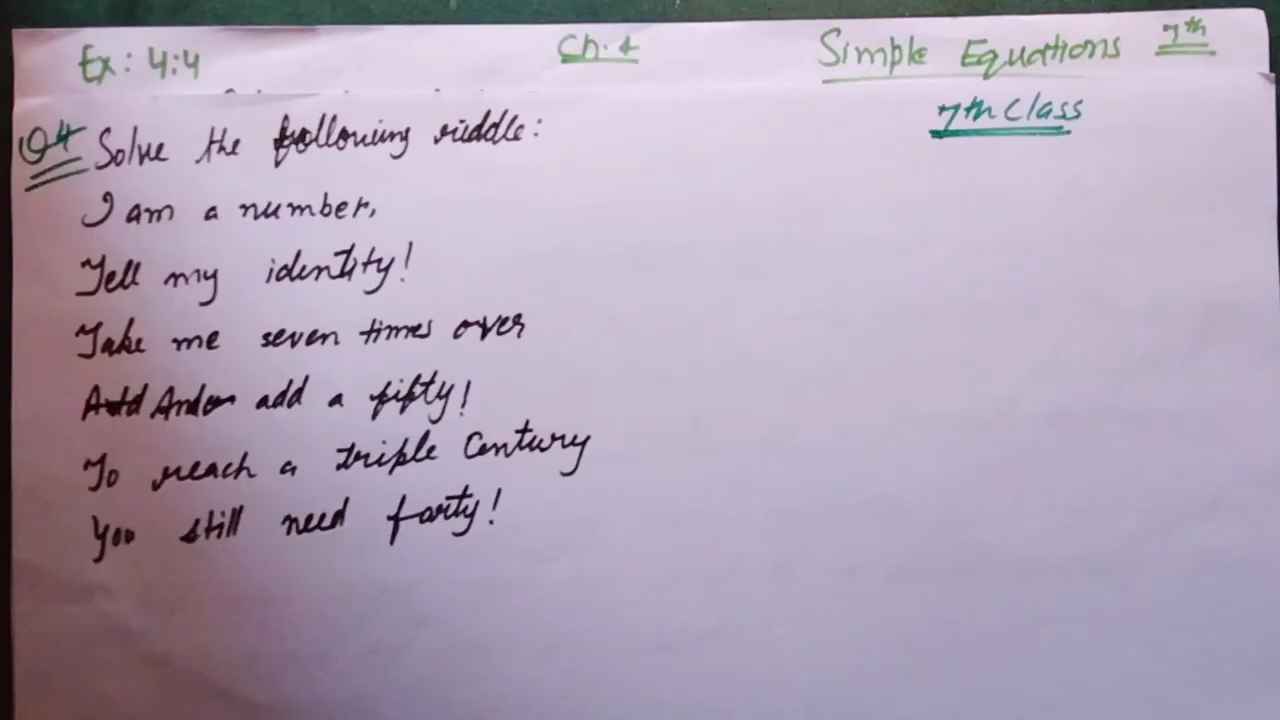 Ex: 4:4 Ch. 4 Simple Equations 7th
7th Class
Q4 Solve the following riddle:
I am a number,
Tell my identity!
Take me seven times over
And add a fifty!
To reach a triple Century
You still need forty!